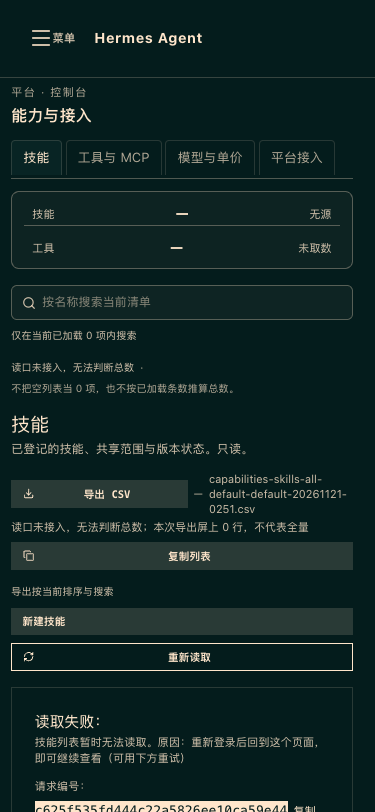 菜单 Hermes Agent
平台 · 控制台
能力与接入
技能 工具与 MCP 模型与单价 平台接入
技能 — 无源
工具 — 未取数
按名称搜索当前清单
仅在当前已加载 0 项内搜索
读口未接入，无法判断总数 ·
不把空列表当 0 项，也不按已加载条数推算总数。
技能
已登记的技能、共享范围与版本状态。只读。
导出 CSV — capabilities-skills-all-
default-default-20261121-
0251.csv
读口未接入，无法判断总数；本次导出屏上 0 行，不代表全量
复制列表
导出按当前排序与搜索
新建技能
重新读取
读取失败：
技能列表暂时无法读取。原因：重新登录后回到这个页面，
即可继续查看（可用下方重试）
请求编号：
c625f535fd444c22a5826ee10ca59e44 复制